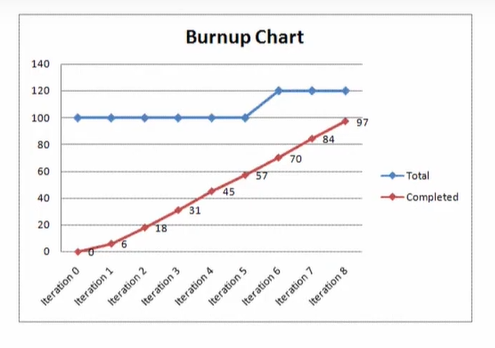 Burnup Chart
140
120
100
80
60
40
20
0
0
6
18
31
45
57
70
84
97
Total
Completed
Iteration 0
Iteration 1
Iteration 2
Iteration 3
Iteration 4
Iteration 5
Iteration 6
Iteration 7
Iteration 8